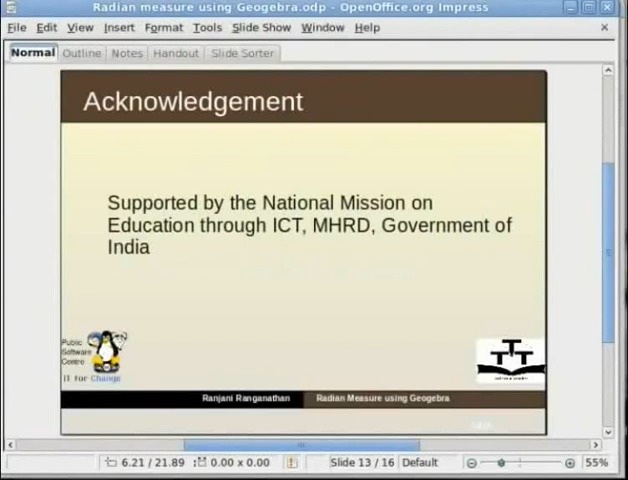 Radian measure using Geogebra.odp - OpenOffice.org Impress
File Edit View Insert Format Tools Slide Show Window Help
Normal Outline Notes Handout Slide Sorter
Acknowledgement
Supported by the National Mission on
Education through ICT, MHRD, Government of
India
Public
Software
Centre
IT for Change
TTT
Ranjani Ranganathan Radian Measure using Geogebra
6.21 / 21.89 0.00 x 0.00 Slide 13 / 16 Default 55%